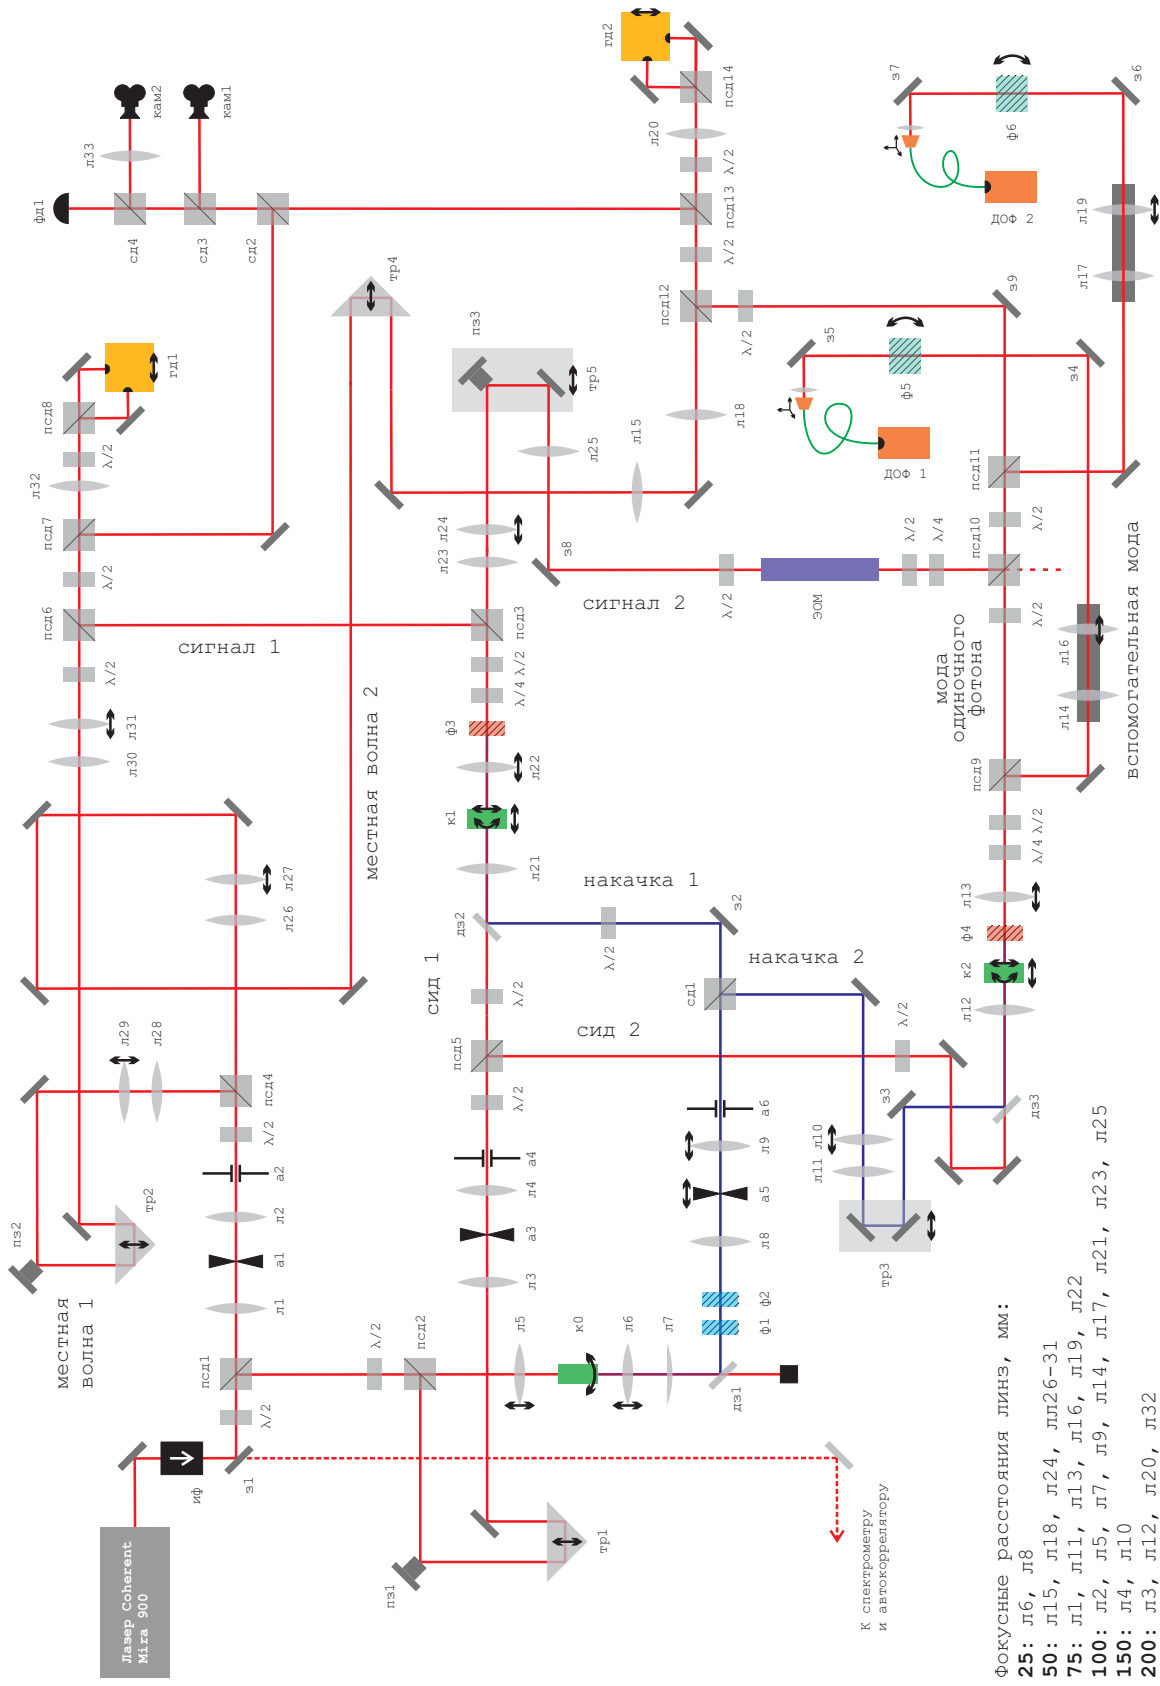 Лазер Coherent
Mira 900
иф
з1
λ/2
псд1
л1
а1
л2
а2
λ/2
псд4
местная
волна 1
пз2
тр2
л29
л28
л26
л27
л30
л31
λ/2
псд6
сигнал 1
λ/2
псд7
л32
λ/2
псд8
гд1
сд2
сд3
сд4
фд1
кам1
кам2
л33
местная волна 2
тр4
λ/2
псд2
пз1
тр1
л3
а3
л4
а4
λ/2
псд5
λ/2
сид 1
дз2
л21
к1
л22
ф3
λ/4
λ/2
псд3
л23
л24
пз3
тр5
л25
з8
сигнал 2
л15
л5
к0
л6
л7
дз1
ф1
ф2
л8
а5
л9
а6
сд1
з2
λ/2
накачка 1
накачка 2
сид 2
λ/2
л11
л10
тр3
з3
дз3
л12
к2
ф4
л13
λ/4
λ/2
псд9
мода
одиночного
фотона
λ/2
псд10
λ/2
псд11
λ/2
ЭОМ
λ/2
λ/4
л18
псд12
λ/2
λ/2
псд13
λ/2
л20
псд14
гд2
з9
л14
л16
з4
ф5
з5
ДОФ 1
вспомогательная мода
л17
л19
з6
ф6
з7
ДОФ 2
К спектрометру
и автокоррелятору
Фокусные расстояния линз, мм:
25: л6, л8
50: л15, л18, л24, лл26-31
75: л1, л11, л13, л16, л19, л22
100: л2, л5, л7, л9, л14, л17, л21, л23, л25
150: л4, л10
200: л3, л12, л20, л32